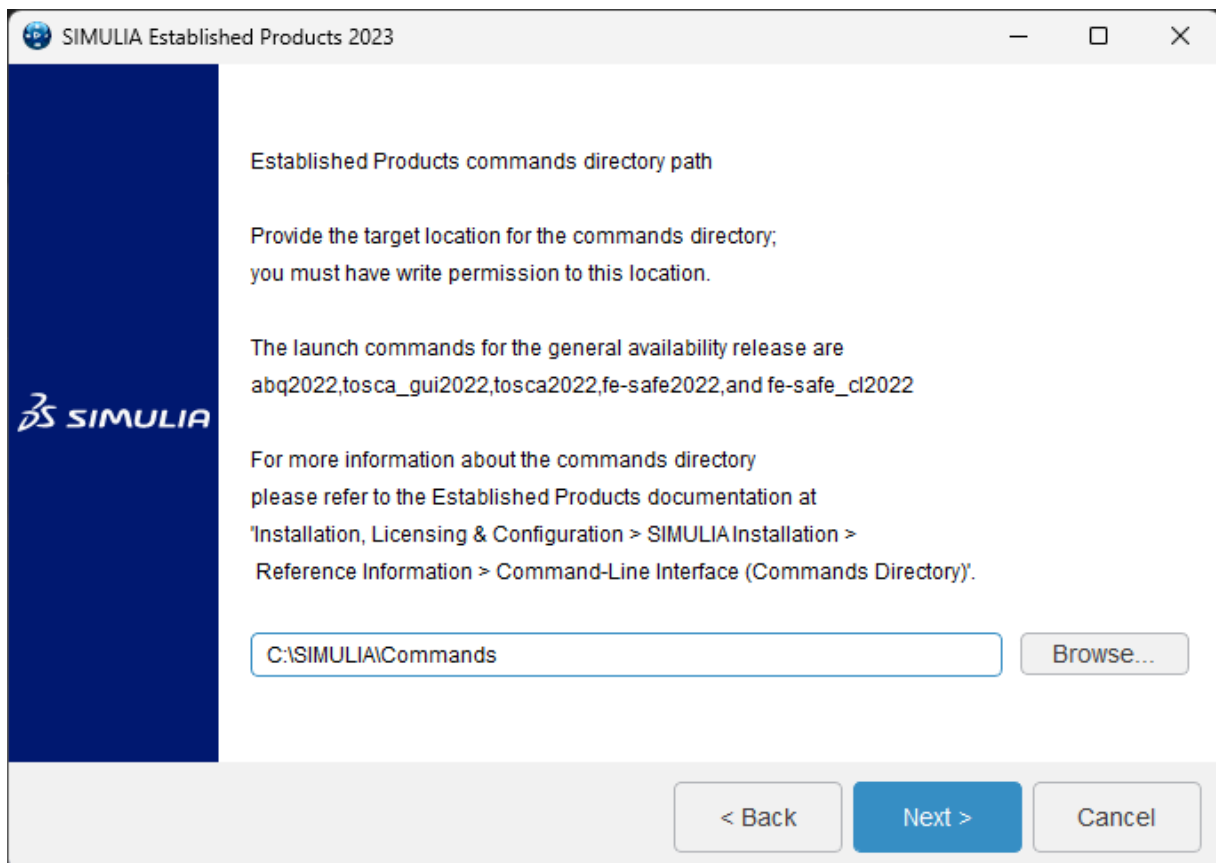 SIMULIA Established Products 2023
Established Products commands directory path
Provide the target location for the commands directory;
you must have write permission to this location.
The launch commands for the general availability release are
abq2022,tosca_gui2022,tosca2022,fe-safe2022,and fe-safe_cl2022
3S SIMULIA
For more information about the commands directory
please refer to the Established Products documentation at
'Installation, Licensing & Configuration > SIMULIA Installation >
Reference Information > Command-Line Interface (Commands Directory)'.
C:\SIMULIA\Commands
Browse...
< Back
Next >
Cancel